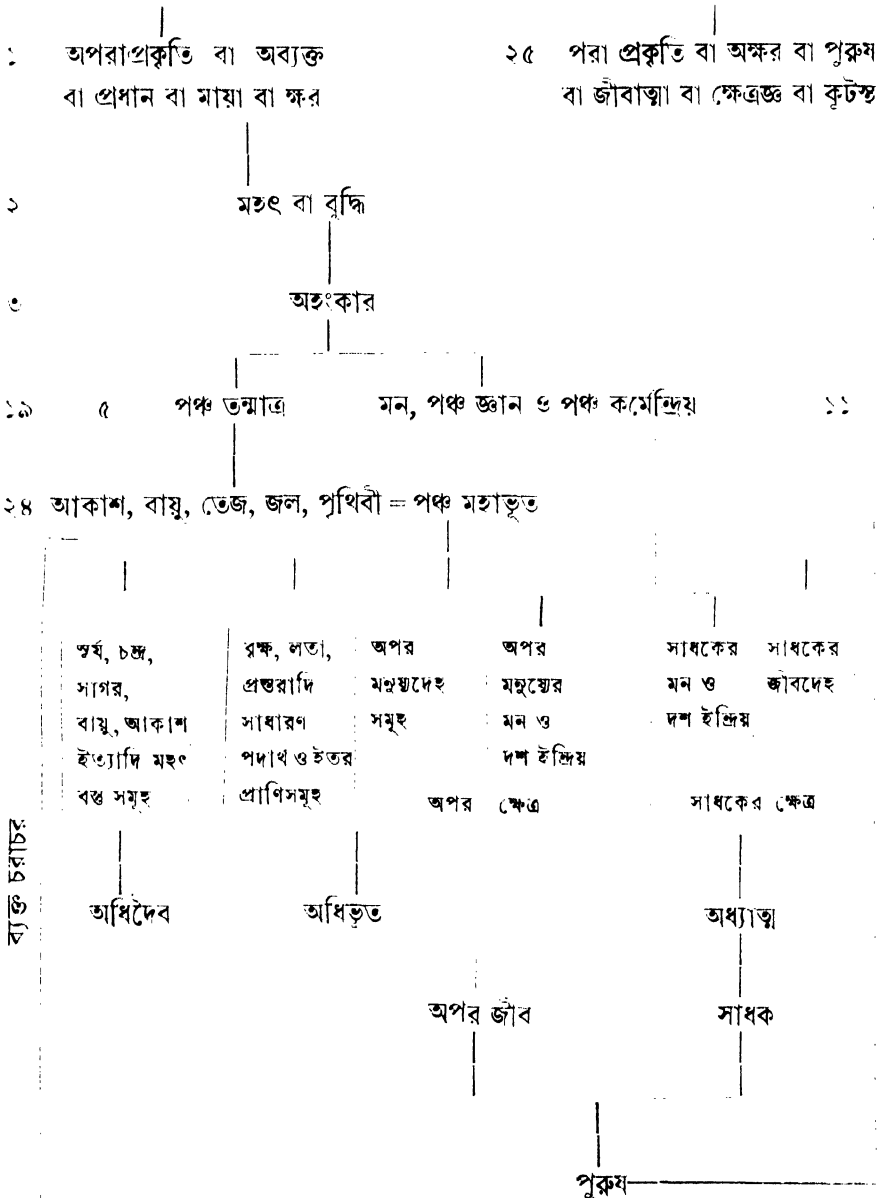 ১ অপরাপ্রকৃতি বা অব্যক্ত
বা প্রধান বা মায়া বা ক্ষর
২৫ পরা প্রকৃতি বা অক্ষর বা পুরুষ
বা জীবাত্মা বা ক্ষেত্রজ্ঞ বা কূটস্থ
২ মহৎ বা বুদ্ধি
৩ অহংকার
১৯ ৫ পঞ্চ তন্মাত্র মন, পঞ্চ জ্ঞান ও পঞ্চ কর্মেন্দ্রিয় ১১
২৪ আকাশ, বায়ু, তেজ, জল, পৃথিবী = পঞ্চ মহাভূত
সূর্য, চন্দ্র,
সাগর,
বায়ু, আকাশ
ইত্যাদি মহৎ
বস্তু সমূহ
বৃক্ষ, লতা,
প্রস্তরাদি
সাধারণ
পদার্থ ও ইতর
প্রাণিসমূহ
অপর
মনুষ্যদেহ
সমূহ
অপর
মনুষ্যের
মন ও
দশ ইন্দ্রিয়
সাধকের
মন ও
দশ ইন্দ্রিয়
সাধকের
জীবদেহ
অপর ক্ষেত্র
সাধকের ক্ষেত্র
ব্যক্ত চরাচর
অধিদৈব
অধিভূত
অধ্যাত্ম
অপর জীব
সাধক
পুরুষ